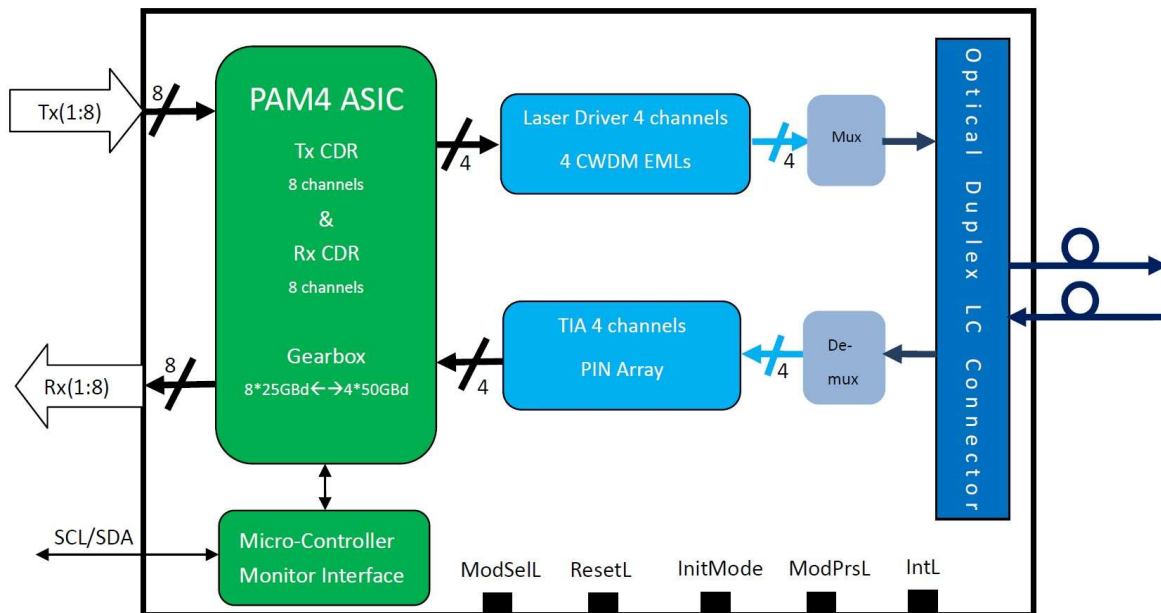 Tx(1:8)
8
PAM4 ASIC
Tx CDR
8 channels
&
Rx CDR
8 channels
Gearbox
8*25GBd←→4*50GBd
4
Laser Driver 4 channels
4 CWDM EMLs
4
Mux
Optical Duplex LC Connector
Rx(1:8)
8
4
TIA 4 channels
PIN Array
4
De-
mux
SCL/SDA
Micro-Controller
Monitor Interface
ModSelL
ResetL
InitMode
ModPrsL
IntL